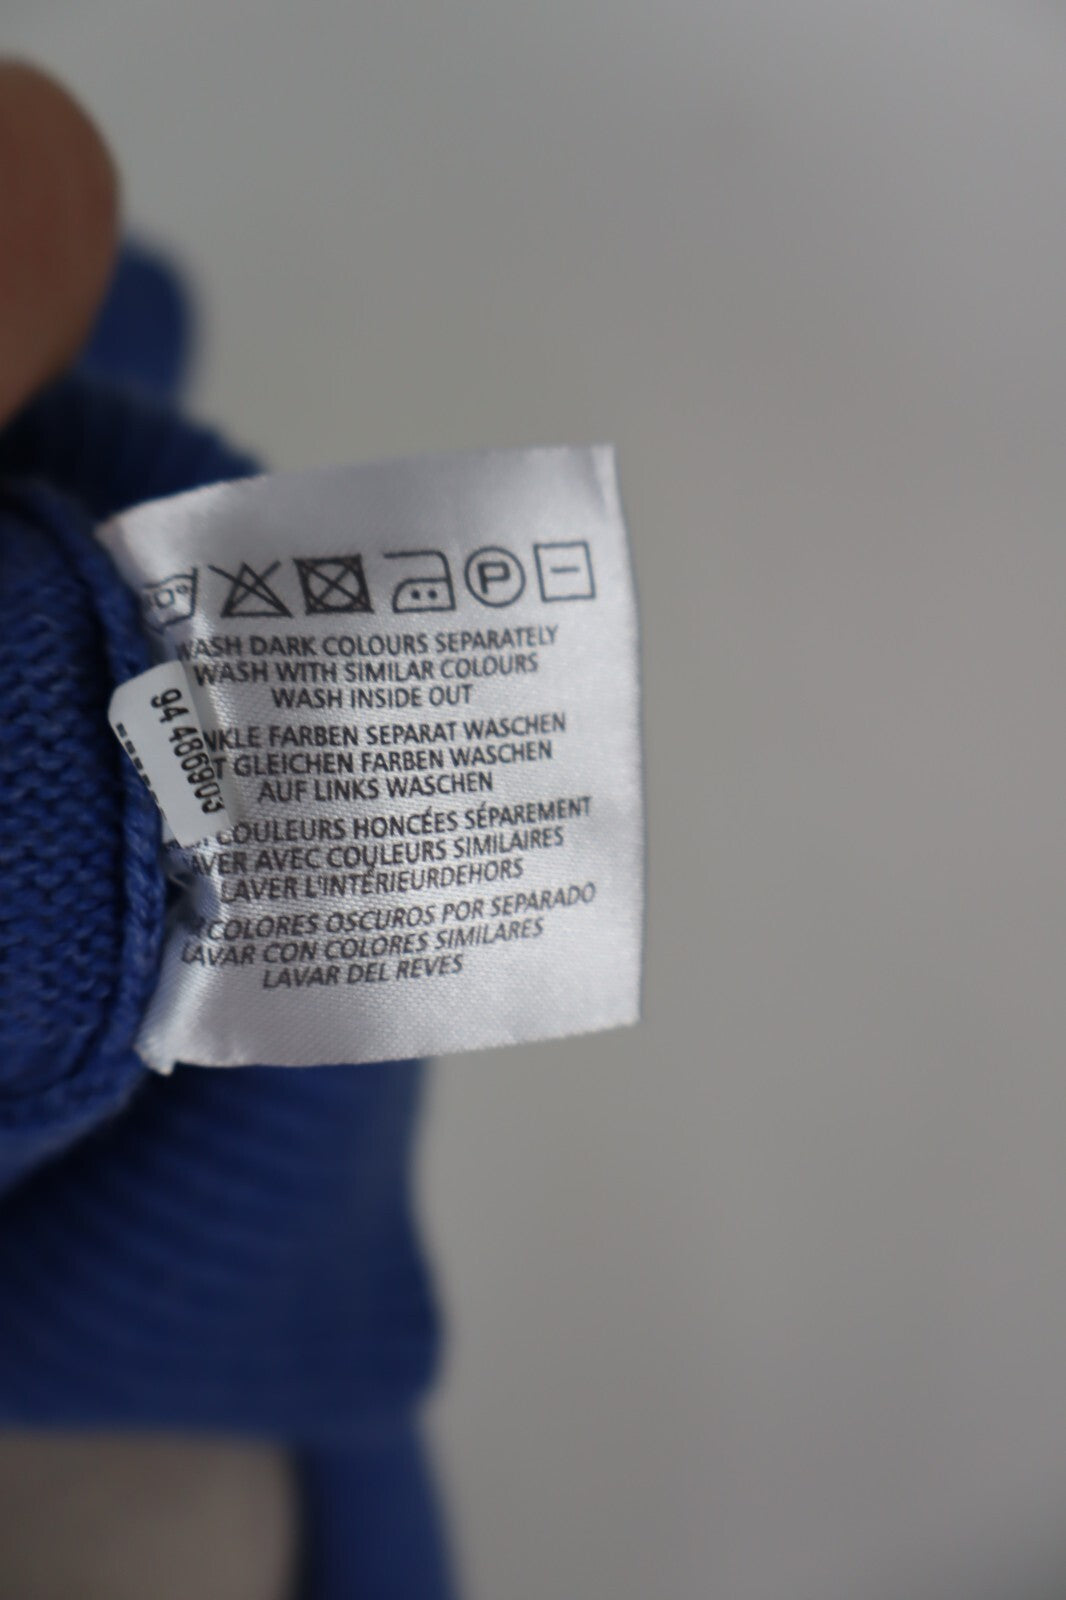 P
WASH DARK COLOURS SEPARATELY
WASH WITH SIMILAR COLOURS
WASH INSIDE OUT
FARBEN SEPARAT WASCHEN
GLEICHEN FARBEN WASCHEN
AUF LINKS WASCHEN
COULEURS HONCÉES SÉPAREMENT
AVER AVEC COULEURS SIMILAIRES
LAVER L'INTÉRIEURDEHORS
COLORES OSCUROS POR SEPARADO
LAVAR CON COLORES SIMILARES
LAVAR DEL REVES
94 486903